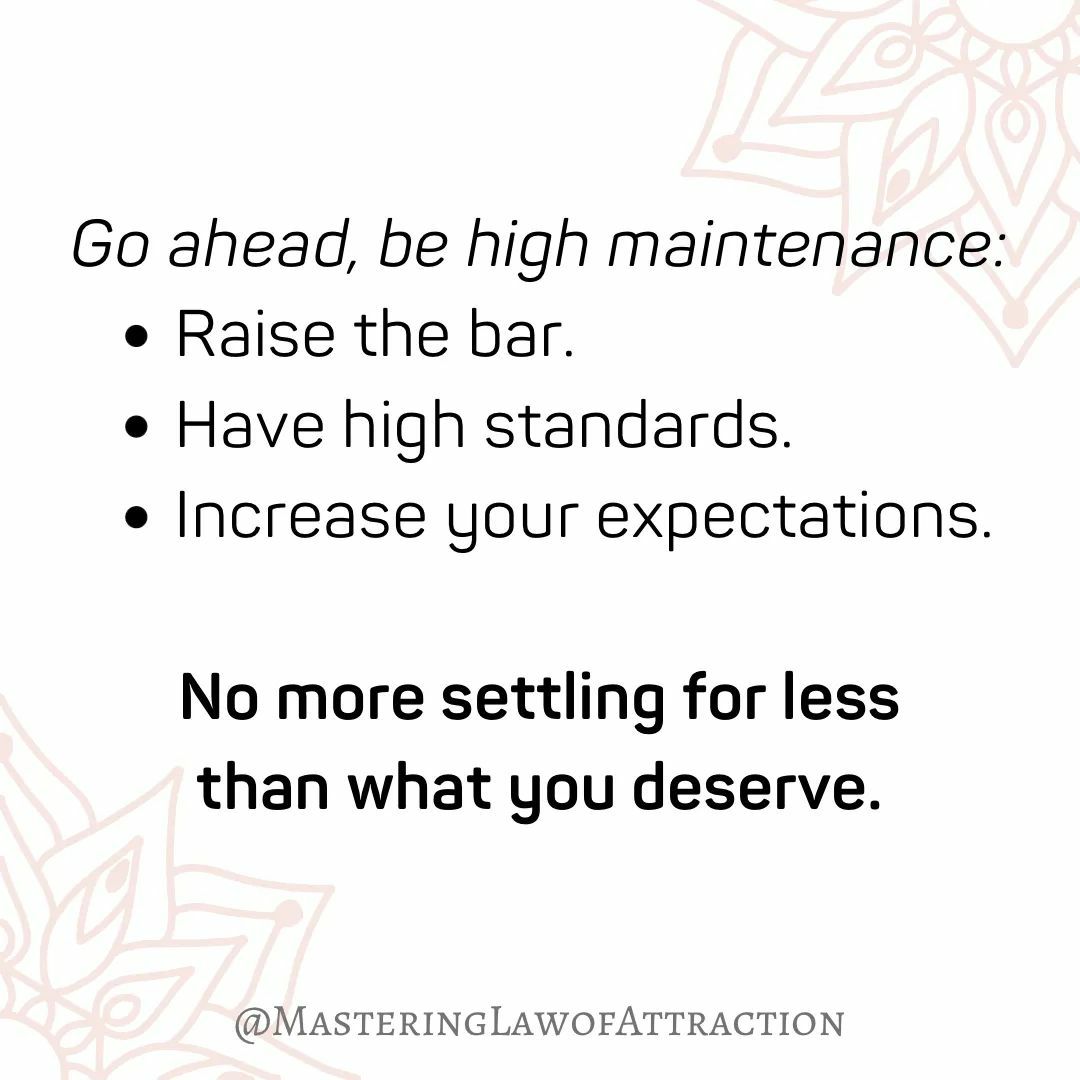 Go ahead, be high maintenance:
• Raise the bar.
• Have high standards.
• Increase your expectations.
No more settling for less
than what you deserve.
@MasteringLawofAttraction